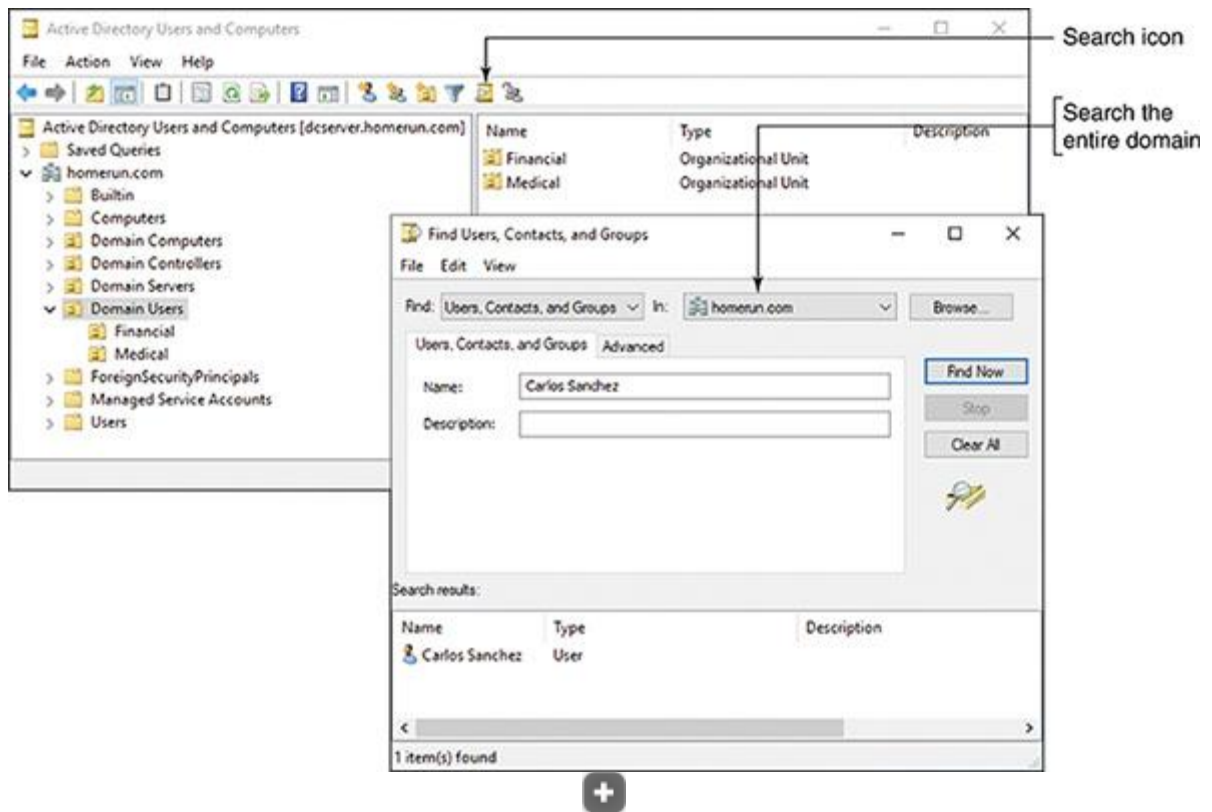 Active Directory Users and Computers
Search icon
File Action View Help
Search the
entire domain
Active Directory Users and Computers [dcserver.homerun.com]
Saved Queries
homerun.com
Builtin
Computers
Domain Computers
Domain Controllers
Domain Servers
Domain Users
Financial
Medical
ForeignSecurityPrincipals
Managed Service Accounts
Users
Name Type Description
Financial Organizational Unit
Medical Organizational Unit
Find Users, Contacts, and Groups
File Edit View
Find: Users, Contacts, and Groups In: homerun.com Browse...
Users, Contacts, and Groups Advanced
Name: Carlos Sanchez
Description:
Find Now
Stop
Clear All
Search results:
Name Type Description
Carlos Sanchez User
1 item(s) found